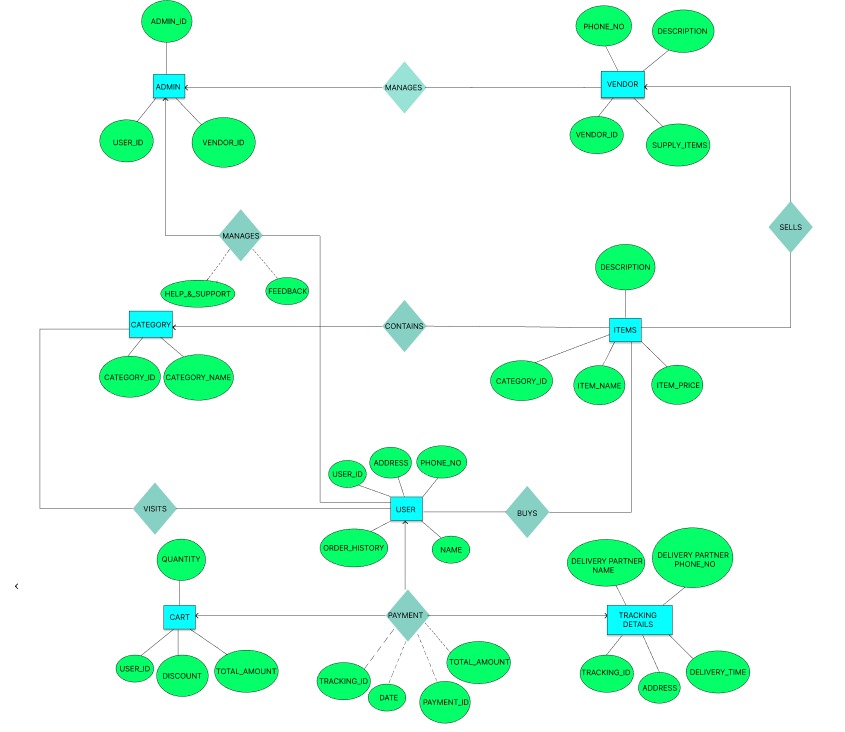 ADMIN_ID
PHONE_NO
DESCRIPTION
ADMIN
MANAGES
VENDOR
USER_ID
VENDOR_ID
VENDOR_ID
SUPPLY_ITEMS
MANAGES
SELLS
HELP_&_SUPPORT
FEEDBACK
DESCRIPTION
CATEGORY
CONTAINS
ITEMS
CATEGORY_ID
CATEGORY_NAME
CATEGORY_ID
ITEM_NAME
ITEM_PRICE
USER_ID
ADDRESS
PHONE_NO
VISITS
USER
BUYS
ORDER_HISTORY
NAME
QUANTITY
DELIVERY PARTNER
NAME
DELIVERY PARTNER
PHONE_NO
CART
PAYMENT
TRACKING
DETAILS
USER_ID
DISCOUNT
TOTAL_AMOUNT
TRACKING_ID
DATE
PAYMENT_ID
TOTAL_AMOUNT
TRACKING_ID
ADDRESS
DELIVERY_TIME